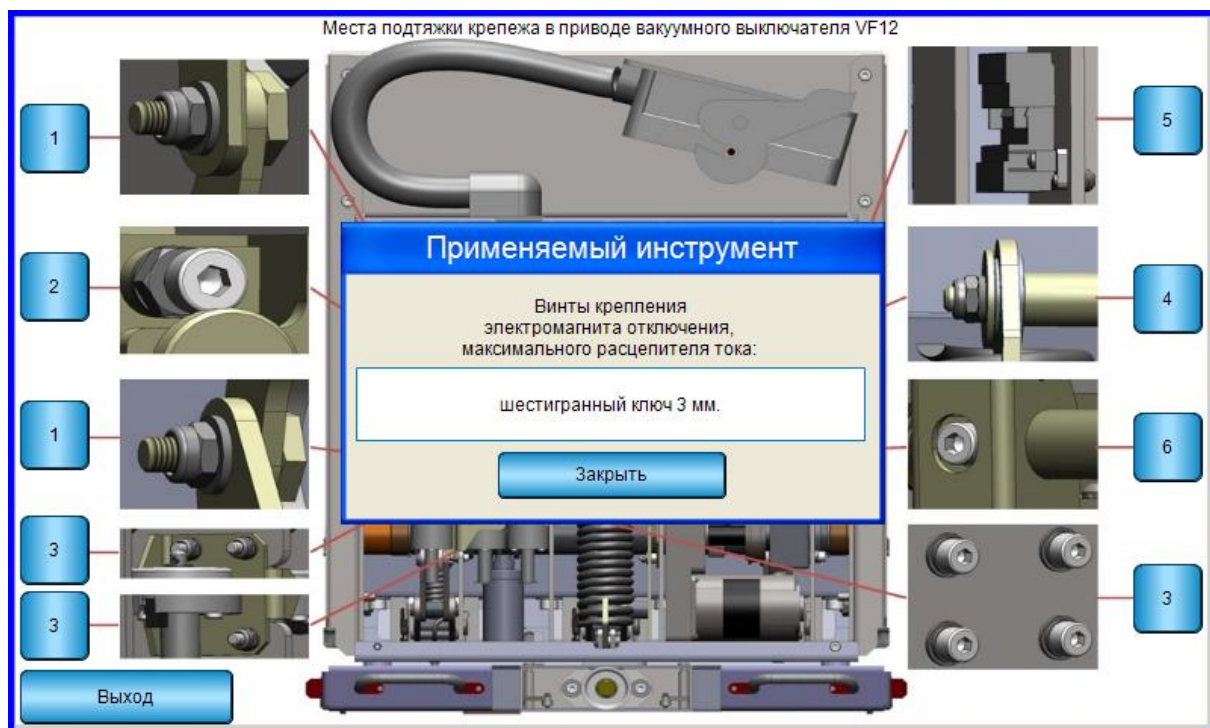 Места подтяжки крепежа в приводе вакуумного выключателя VF12
1
5
2
4
Применяемый инструмент
Винты крепления
электромагнита отключения,
максимального расцепителя тока:
шестигранный ключ 3 мм.
Закрыть
1
6
3
3
3
Выход